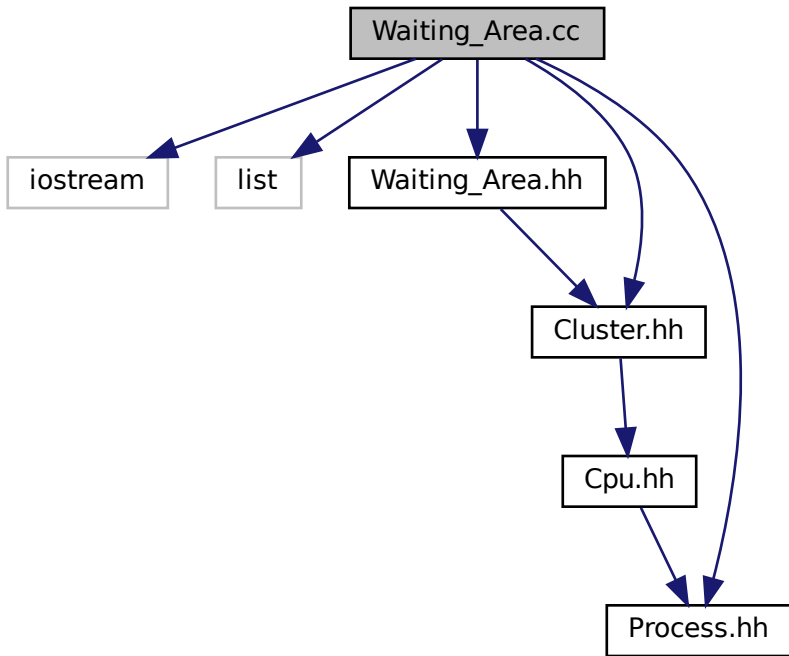 Waiting_Area.cc
iostream
list
Waiting_Area.hh
Cluster.hh
Cpu.hh
Process.hh